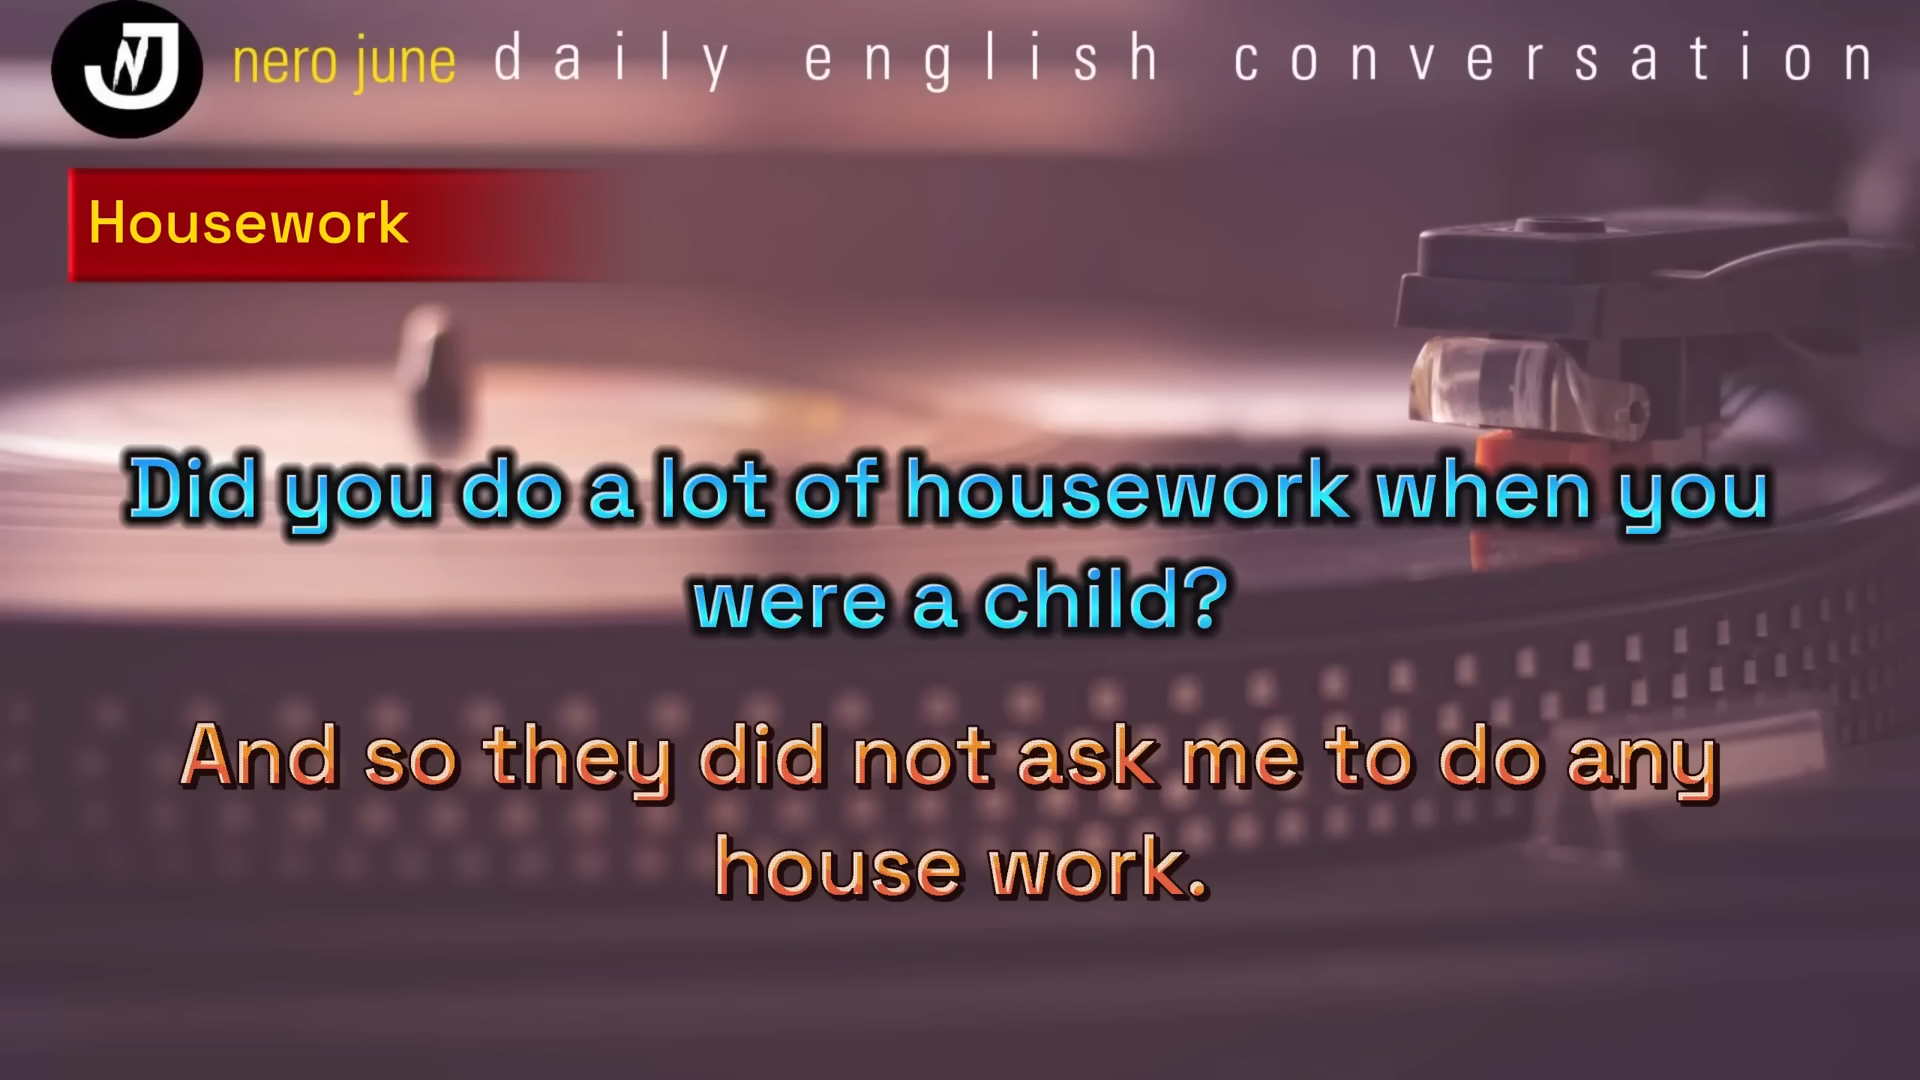 NJ nero june daily english conversation
Housework
Did you do a lot of housework when you
were a child?
And so they did not ask me to do any
house work.